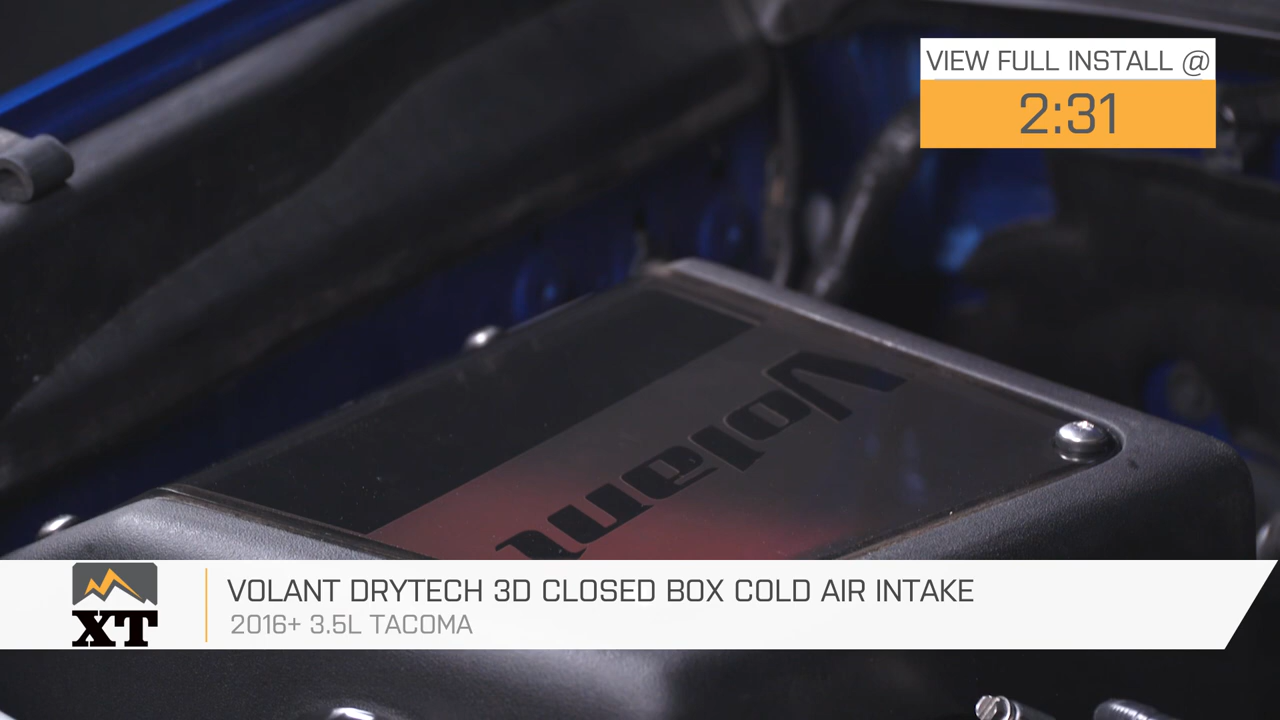 VIEW FULL INSTALL @
2:31
Volant
XT
VOLANT DRYTECH 3D CLOSED BOX COLD AIR INTAKE
2016+ 3.5L TACOMA